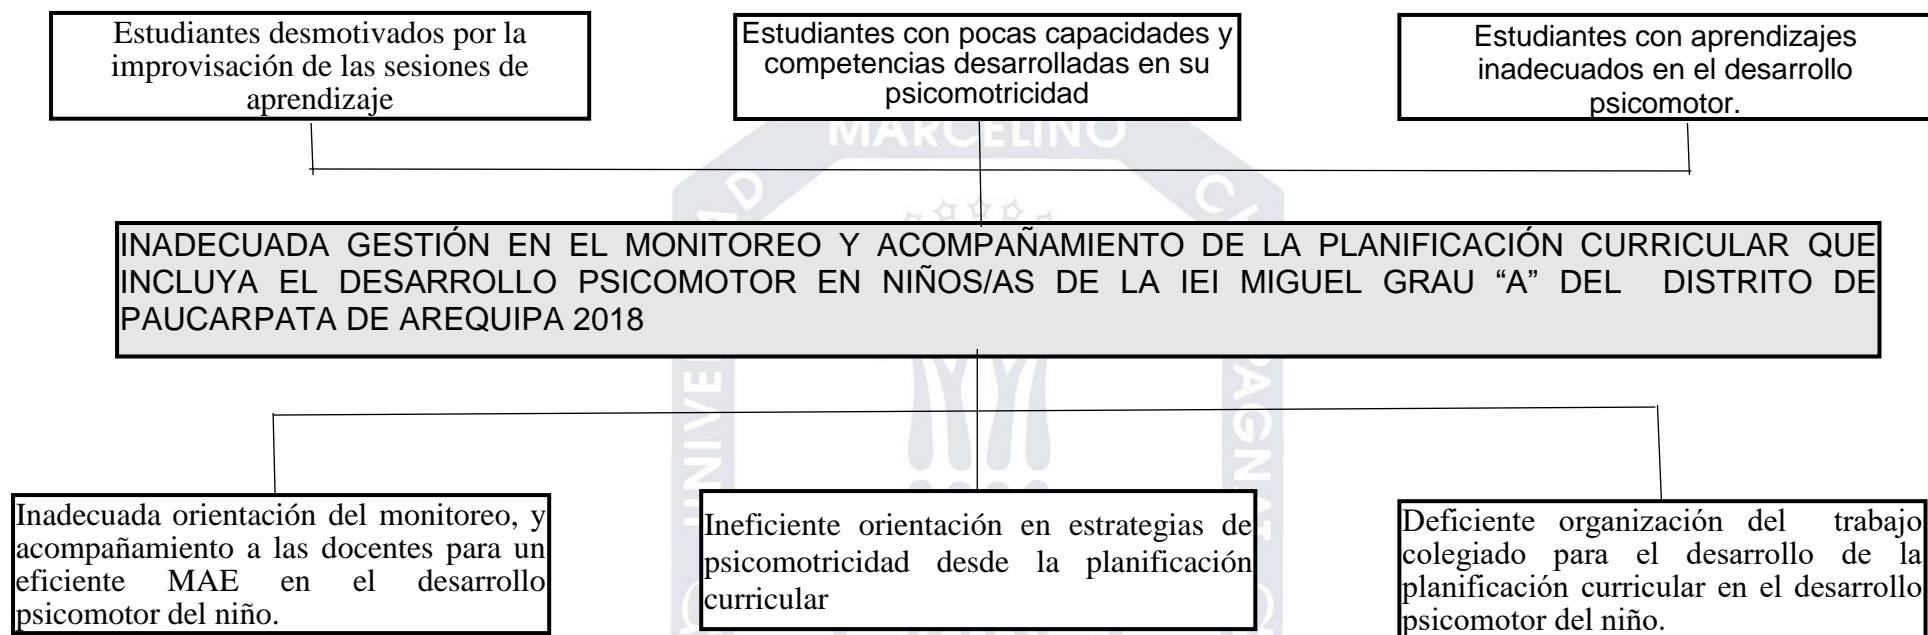 Estudiantes desmotivados por la
improvisación de las sesiones de
aprendizaje
Estudiantes con pocas capacidades y
competencias desarrolladas en su
psicomotricidad
Estudiantes con aprendizajes
inadecuados en el desarrollo
psicomotor.
MARCELINO
INADECUADA GESTIÓN EN EL MONITOREO Y ACOMPAÑAMIENTO DE LA PLANIFICACIÓN CURRICULAR QUE
INCLUYA EL DESARROLLO PSICOMOTOR EN NIÑOS/AS DE LA IEI MIGUEL GRAU “A” DEL DISTRITO DE
PAUCARPATA DE AREQUIPA 2018
Inadecuada orientación del monitoreo, y
acompañamiento a las docentes para un
eficiente MAE en el desarrollo
psicomotor del niño.
Ineficiente orientación en estrategias de
psicomotricidad desde la planificación
curricular
Deficiente organización del trabajo
colegiado para el desarrollo de la
planificación curricular en el desarrollo
psicomotor del niño.